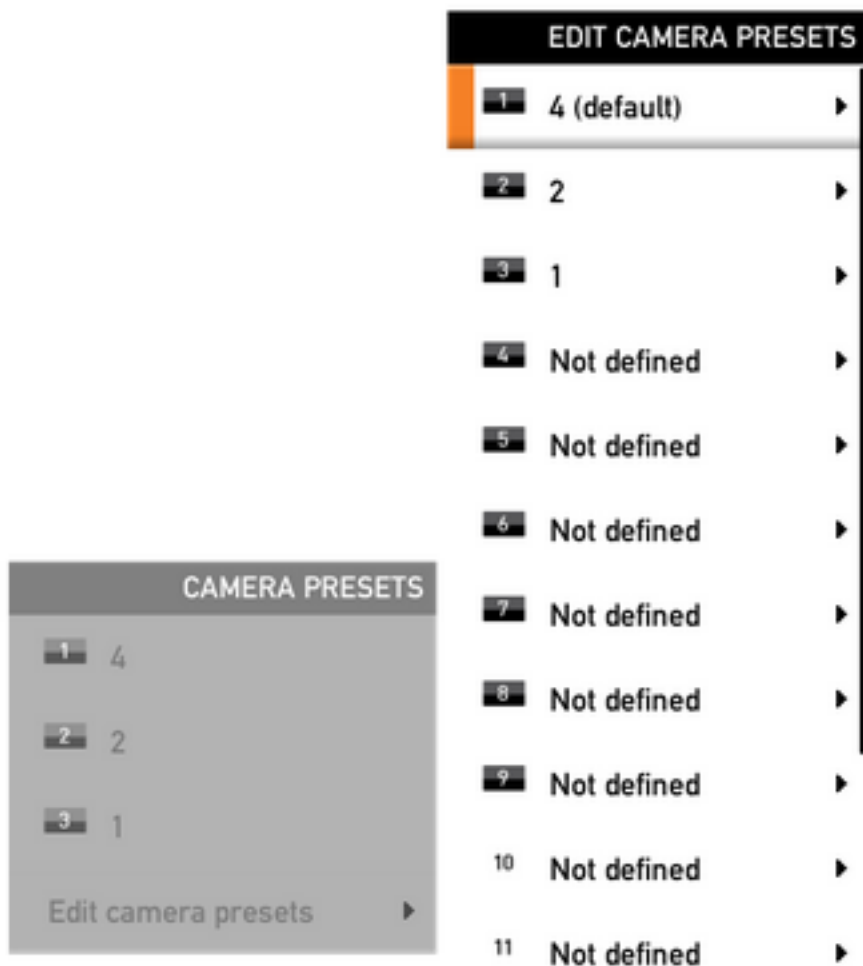 EDIT CAMERA PRESETS
1 4 (default)
2 2
3 1
4 Not defined
5 Not defined
6 Not defined
7 Not defined
8 Not defined
9 Not defined
10 Not defined
11 Not defined
CAMERA PRESETS
1 4
2 2
3 1
Edit camera presets